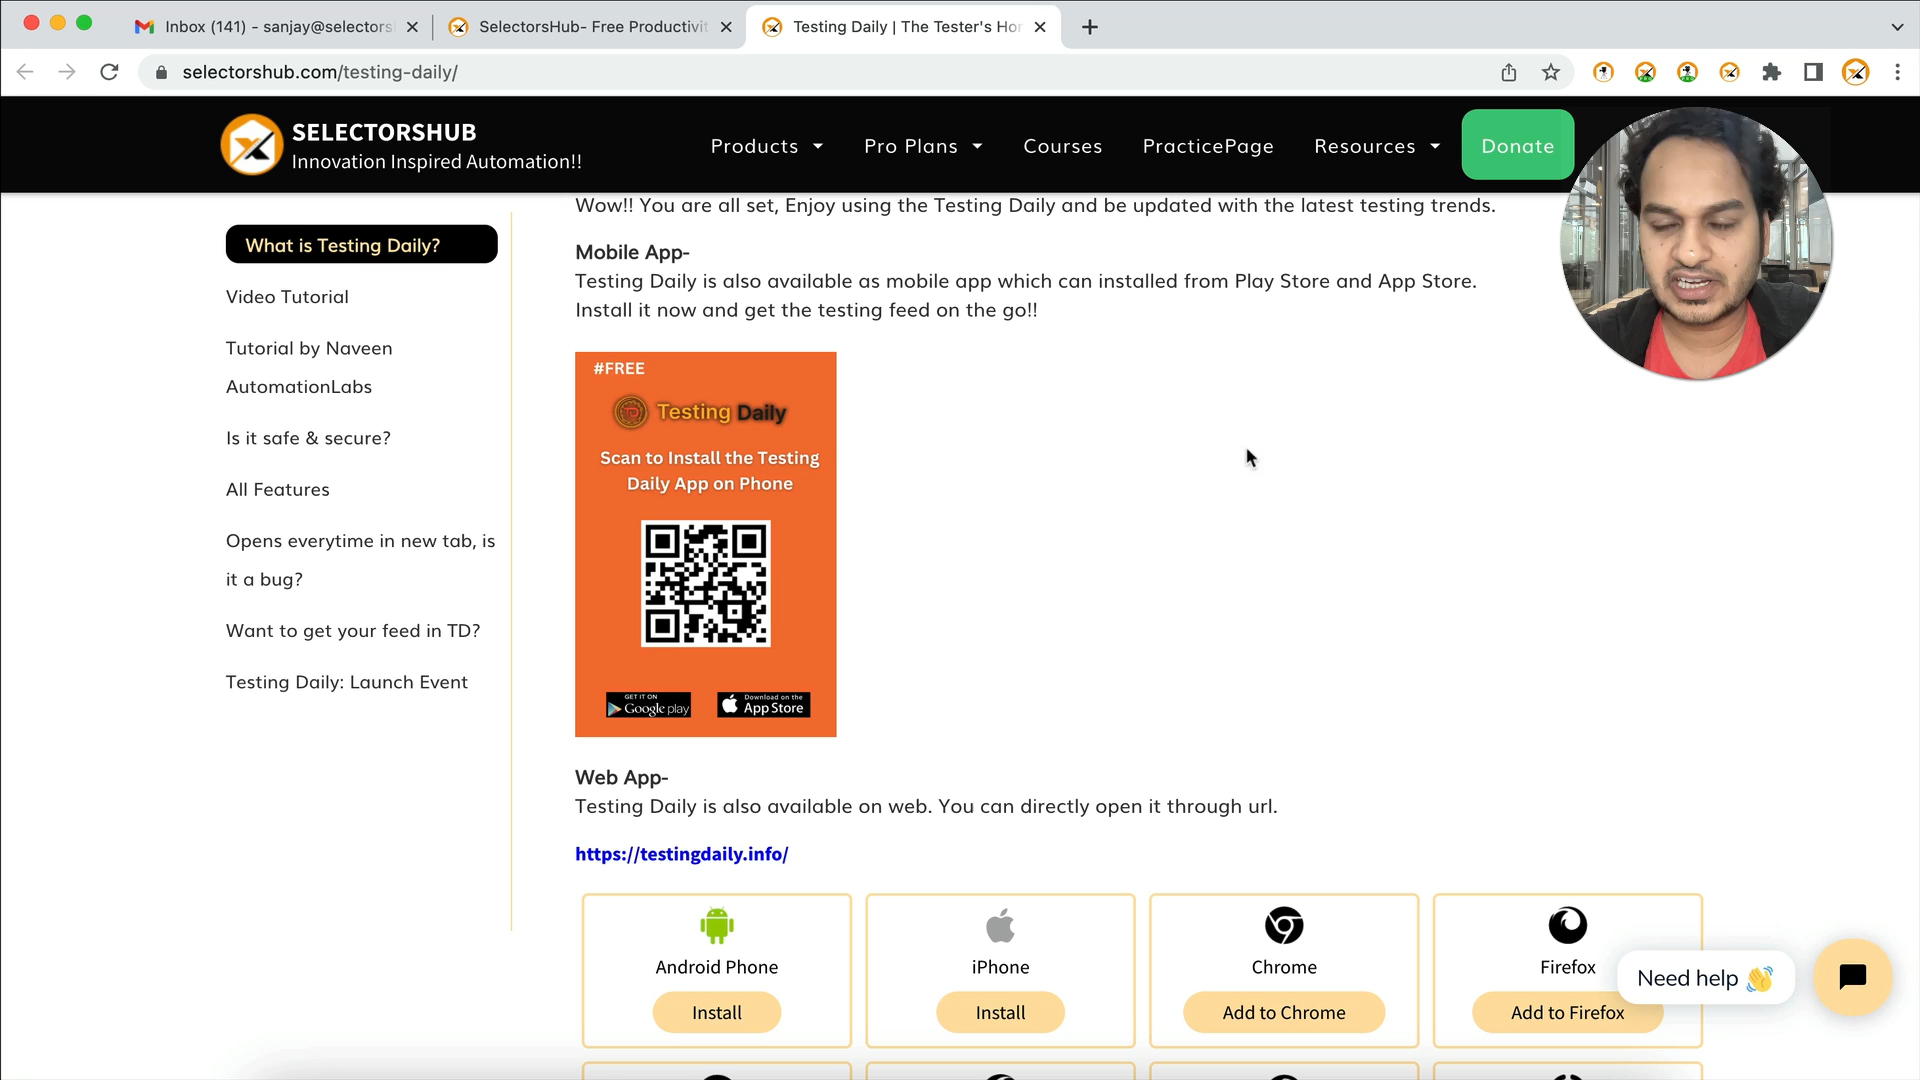 Inbox (141) - sanjay@selectors
SelectorsHub- Free Productivit
Testing Daily | The Tester's Hor
selectorshub.com/testing-daily/
SELECTORSHUB
Innovation Inspired Automation!!
Products
Pro Plans
Courses
PracticePage
Resources
Donate
What is Testing Daily?
Video Tutorial
Tutorial by Naveen
AutomationLabs
Is it safe & secure?
All Features
Opens everytime in new tab, is
it a bug?
Want to get your feed in TD?
Testing Daily: Launch Event
Wow!! You are all set, Enjoy using the Testing Daily and be updated with the latest testing trends.
Mobile App-
Testing Daily is also available as mobile app which can installed from Play Store and App Store.
Install it now and get the testing feed on the go!!
#FREE
Testing Daily
Scan to Install the Testing
Daily App on Phone
GET IT ON
Google play
Download on the
App Store
Web App-
Testing Daily is also available on web. You can directly open it through url.
https://testingdaily.info/
Android Phone
Install
iPhone
Install
Chrome
Add to Chrome
Firefox
Add to Firefox
Need help 👋